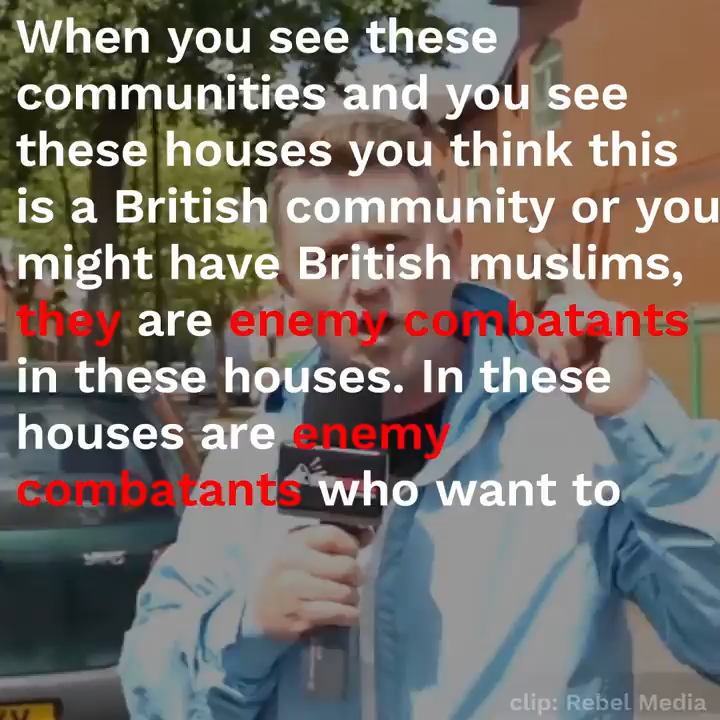 When you see these
communities and you see
these houses you think this
is a British community or you
might have British muslims,
they are enemy combatants
in these houses. In these
houses are enemy
combatants who want to
clip: Rebel Media